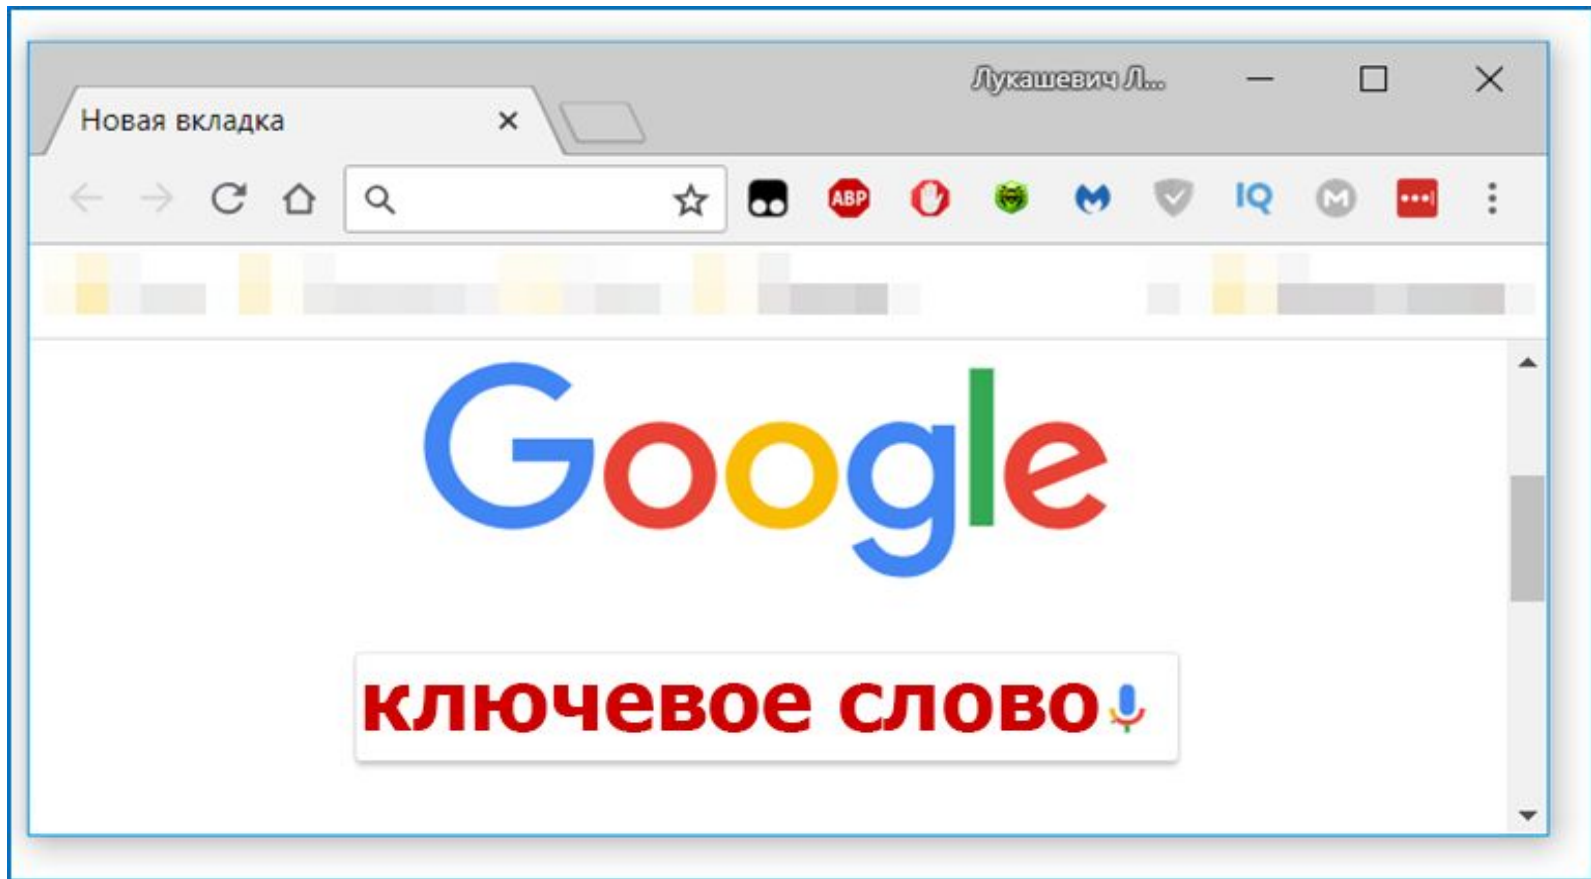 Лукашевич Л...
Новая вкладка
ABP
IQ
M
Google
ключевое слово